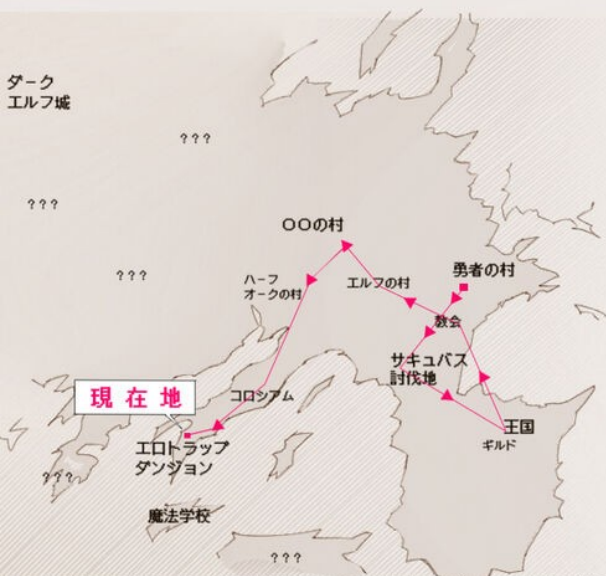 ダーク
エルフ城
???
???
〇〇の村
???
ハーフ
オークの村
エルフの村
勇者の村
教会
サキュバス
討伐地
現在地
コロシアム
王国
ギルド
エロトラップ
ダンジョン
???
魔法学校
???